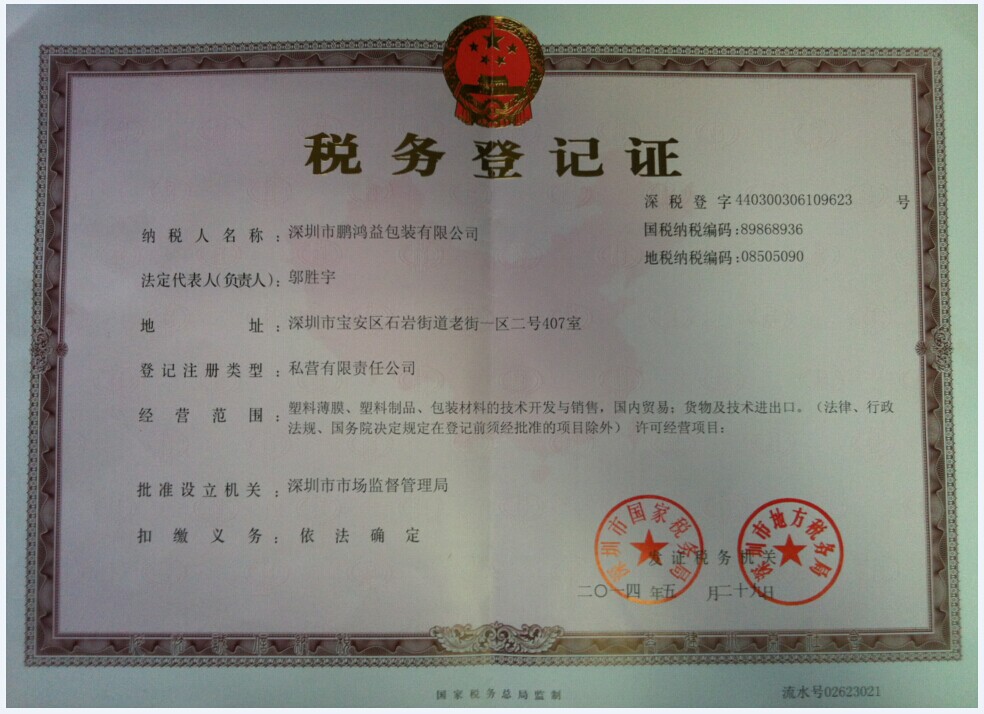 税务登记证
深税登字440300306109623号
国税纳税编码:89868936
地税纳税编码:08505090
纳税人名称:深圳市鹏鸿益包装有限公司
法定代表人(负责人):邬胜宇
地址:深圳市宝安区石岩街道老街一区二号407室
登记注册类型:私营有限责任公司
经营范围:塑料薄膜、塑料制品、包装材料的技术开发与销售，国内贸易；货物及技术进出口。（法律、行政
法规、国务院决定规定在登记前须经批准的项目除外） 许可经营项目：
批准设立机关:深圳市市场监督管理局
扣缴义务:依法确定
深圳市国家税务局
深圳市地方税务局
发证税务机关
二〇一四年五月二十九日
国家税务总局监制
流水号02623021